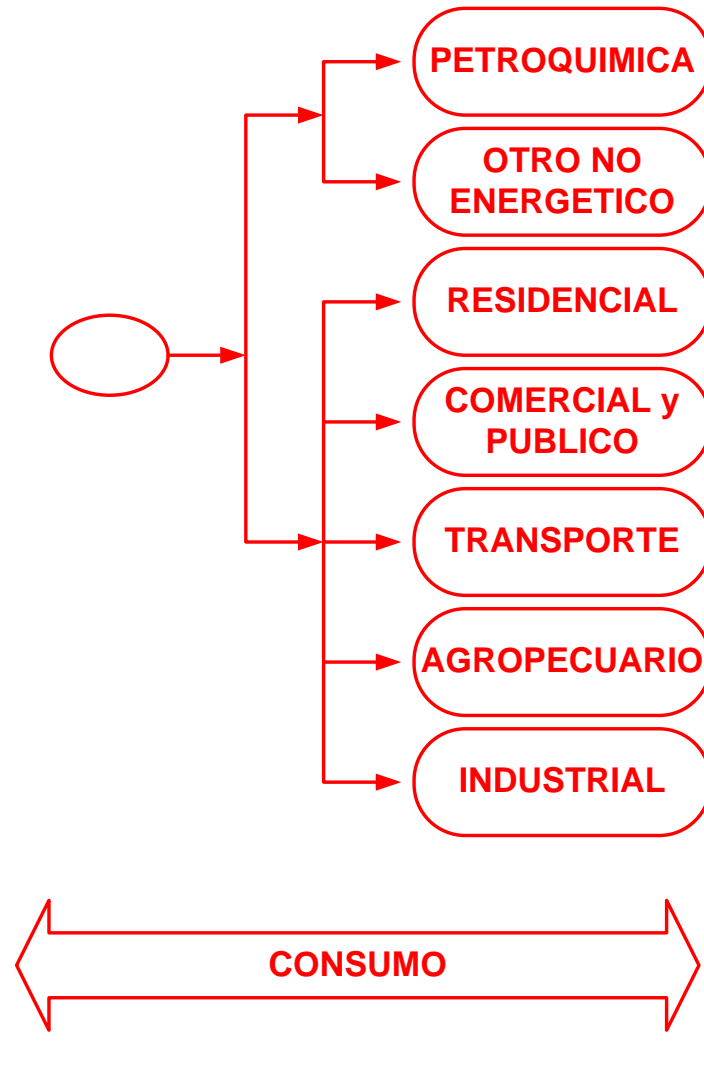 PETROQUIMICA
OTRO NO
ENERGETICO
RESIDENCIAL
COMERCIAL y
PUBLICO
TRANSPORTE
AGROPECUARIO
INDUSTRIAL
CONSUMO